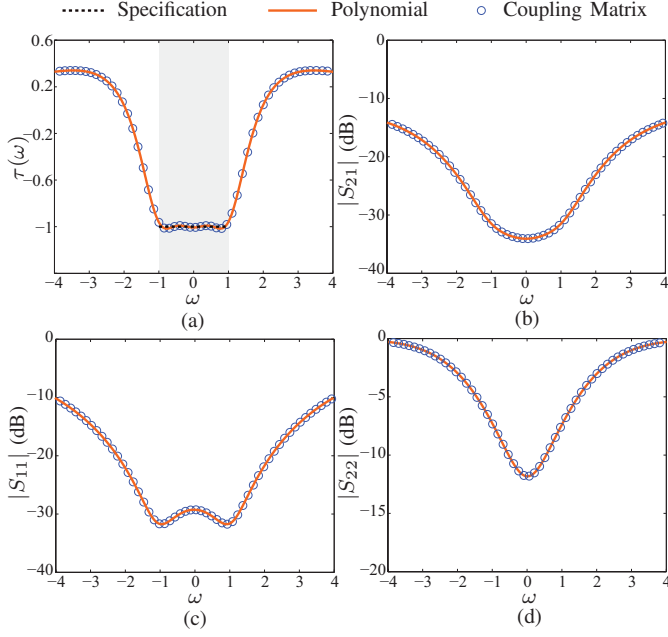 Specification Polynomial Coupling Matrix
0.6
0.2
−0.2
−0.6
−1
τ(ω)
−4 −3 −2 −1 0 1 2 3 4
ω
(a)
0
−10
−20
−30
−40
|S21| (dB)
−4 −3 −2 −1 0 1 2 3 4
ω
(b)
0
−10
−20
−30
−40
|S11| (dB)
−4 −3 −2 −1 0 1 2 3 4
ω
(c)
0
−5
−10
−15
−20
|S22| (dB)
−4 −3 −2 −1 0 1 2 3 4
ω
(d)